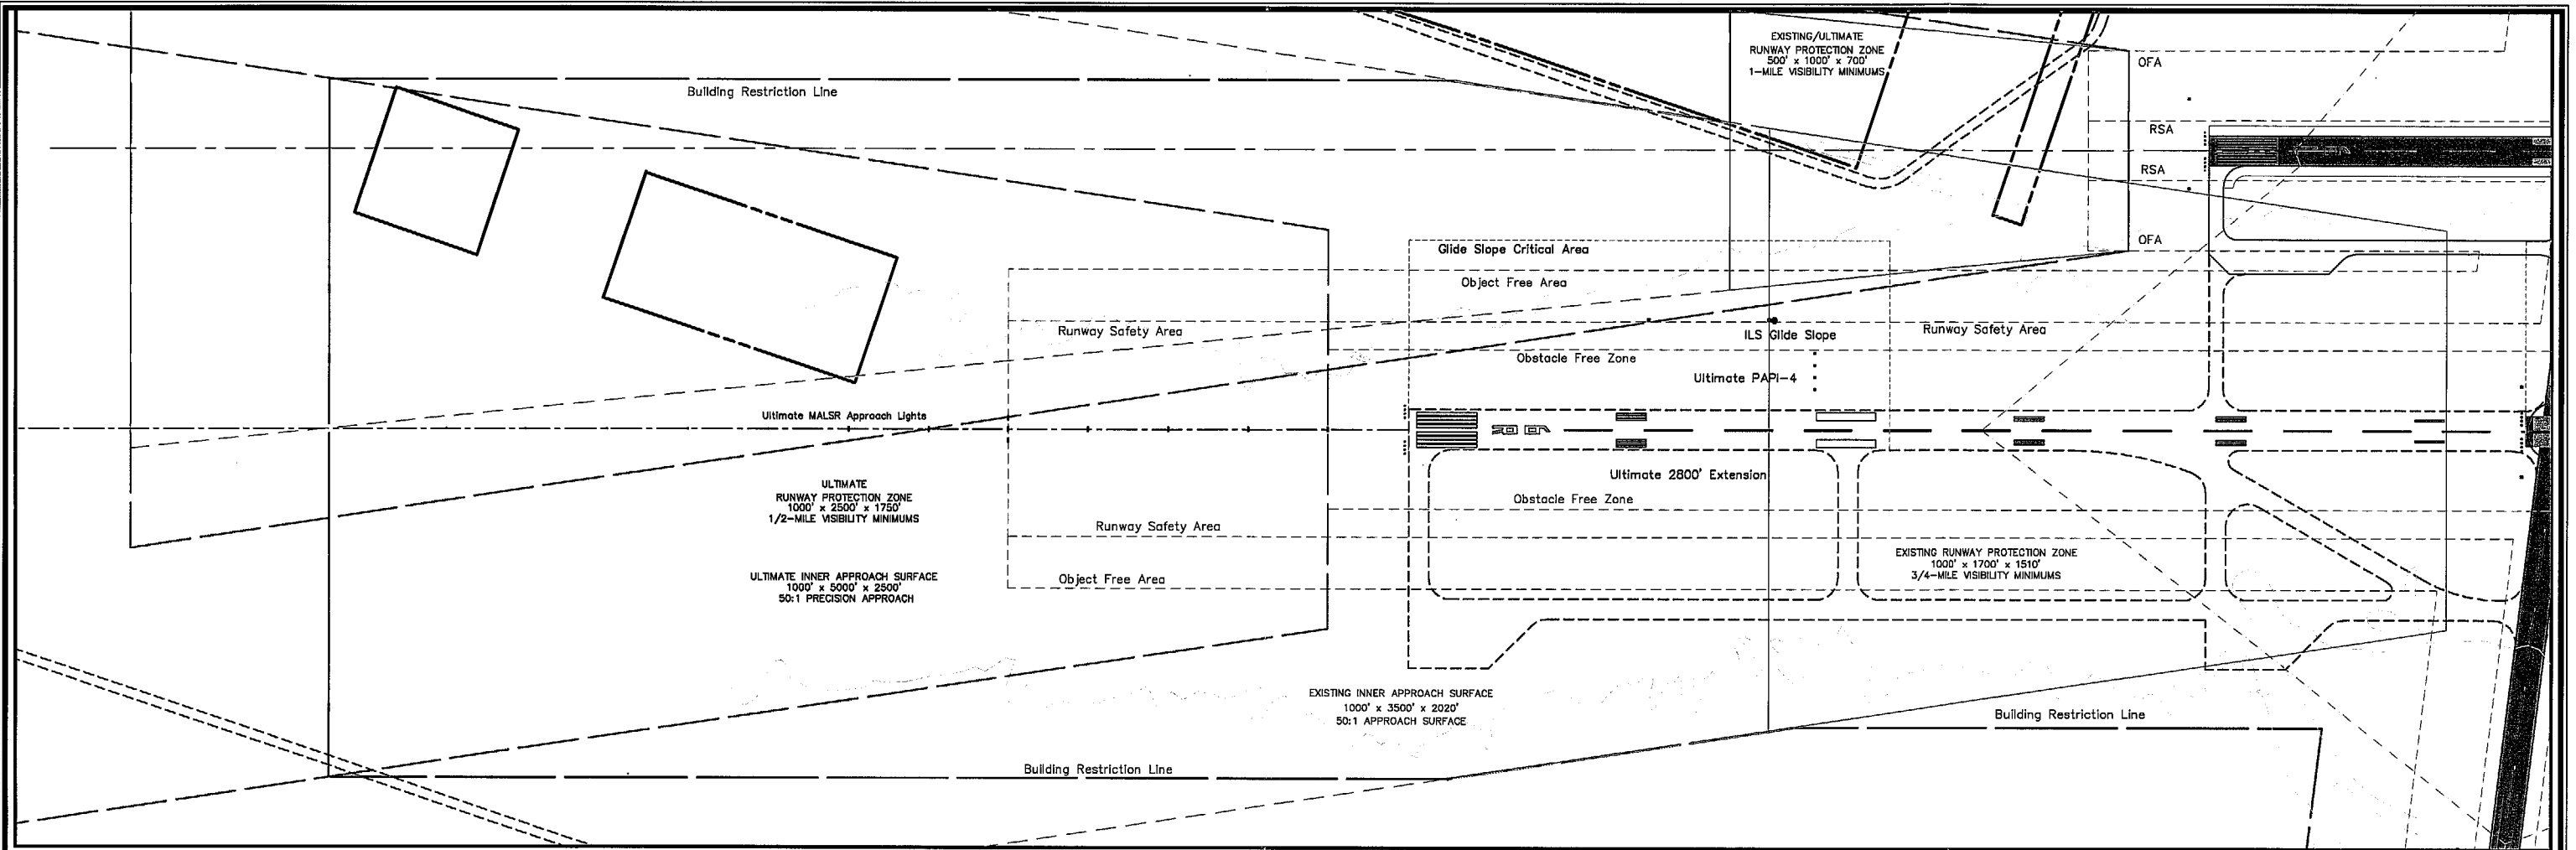 EXISTING/ULTIMATE
RUNWAY PROTECTION ZONE
500' x 1000' x 700'
1-MILE VISIBILITY MINIMUMS
OFA
Building Restriction Line
RSA
RSA
OFA
Glide Slope Critical Area
Object Free Area
Runway Safety Area
ILS Glide Slope
Runway Safety Area
Obstacle Free Zone
Ultimate PAPI-4
Ultimate MALSR Approach Lights
Ultimate 2800' Extension
ULTIMATE
RUNWAY PROTECTION ZONE
1000' x 2500' x 1750'
1/2-MILE VISIBILITY MINIMUMS
Obstacle Free Zone
Runway Safety Area
EXISTING RUNWAY PROTECTION ZONE
1000' x 1700' x 1510'
3/4-MILE VISIBILITY MINIMUMS
ULTIMATE INNER APPROACH SURFACE
1000' x 5000' x 2500'
50:1 PRECISION APPROACH
Object Free Area
EXISTING INNER APPROACH SURFACE
1000' x 3500' x 2020'
50:1 APPROACH SURFACE
Building Restriction Line
Building Restriction Line